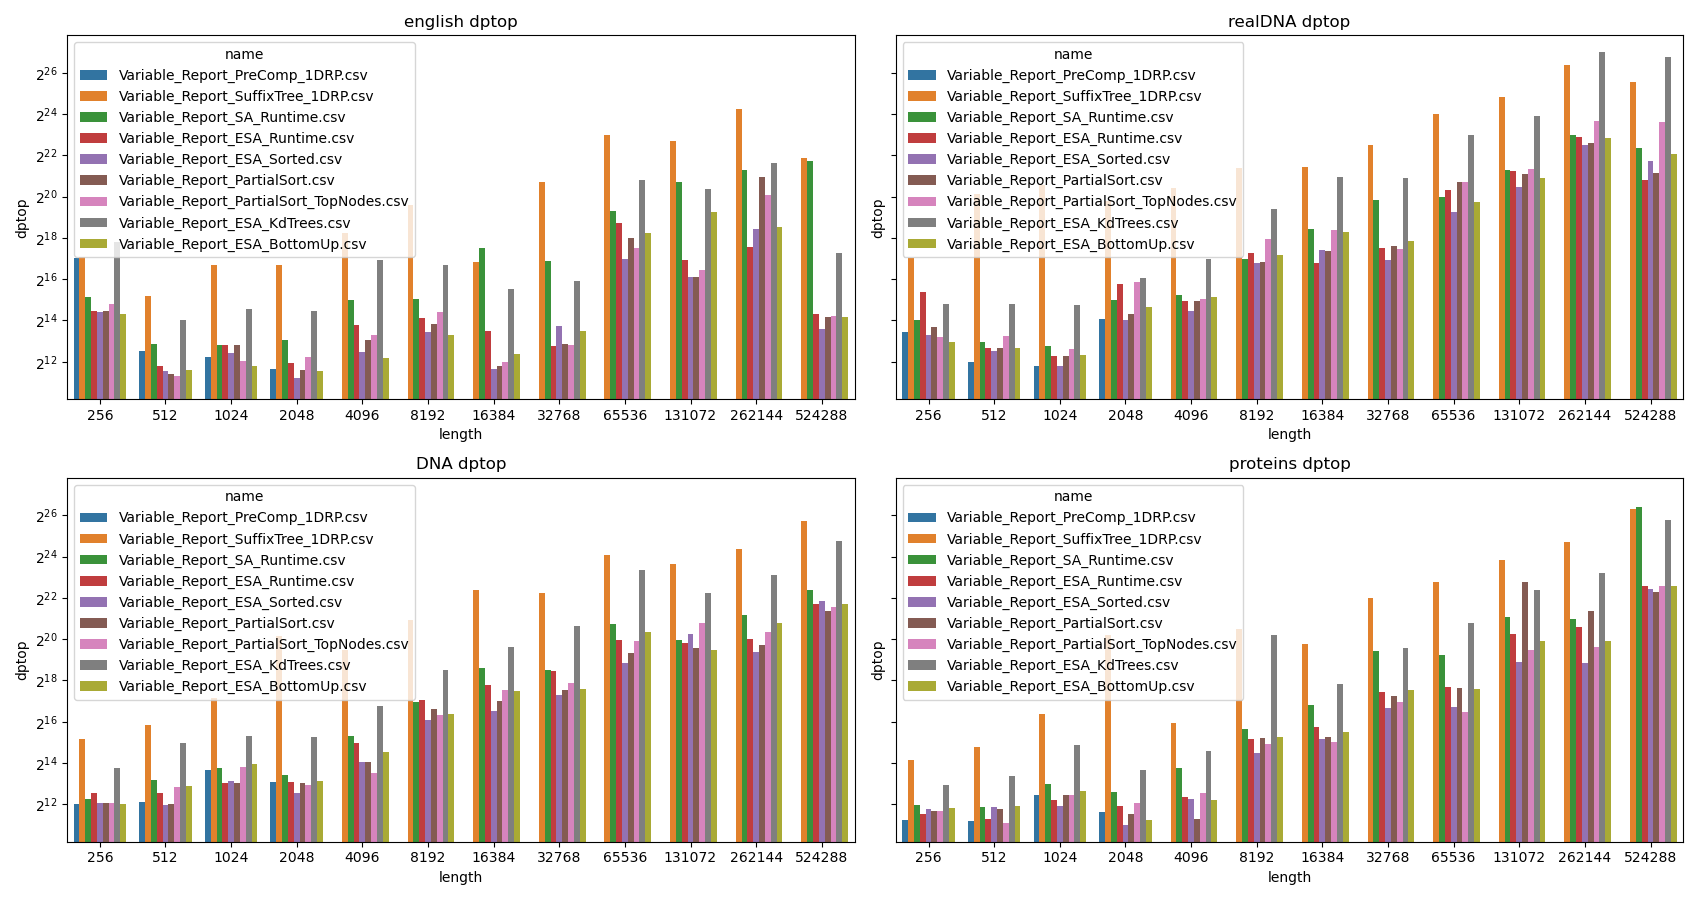 english dptop
name
Variable_Report_PreComp_1DRP.csv
Variable_Report_SuffixTree_1DRP.csv
Variable_Report_SA_Runtime.csv
Variable_Report_ESA_Runtime.csv
Variable_Report_ESA_Sorted.csv
Variable_Report_PartialSort.csv
Variable_Report_PartialSort_TopNodes.csv
Variable_Report_ESA_KdTrees.csv
Variable_Report_ESA_BottomUp.csv
2^26
2^24
2^22
2^20
2^18
2^16
2^14
2^12
dptop
256 512 1024 2048 4096 8192 16384 32768 65536 131072 262144 524288
length
realDNA dptop
name
Variable_Report_PreComp_1DRP.csv
Variable_Report_SuffixTree_1DRP.csv
Variable_Report_SA_Runtime.csv
Variable_Report_ESA_Runtime.csv
Variable_Report_ESA_Sorted.csv
Variable_Report_PartialSort.csv
Variable_Report_PartialSort_TopNodes.csv
Variable_Report_ESA_KdTrees.csv
Variable_Report_ESA_BottomUp.csv
dptop
256 512 1024 2048 4096 8192 16384 32768 65536 131072 262144 524288
length
DNA dptop
name
Variable_Report_PreComp_1DRP.csv
Variable_Report_SuffixTree_1DRP.csv
Variable_Report_SA_Runtime.csv
Variable_Report_ESA_Runtime.csv
Variable_Report_ESA_Sorted.csv
Variable_Report_PartialSort.csv
Variable_Report_PartialSort_TopNodes.csv
Variable_Report_ESA_KdTrees.csv
Variable_Report_ESA_BottomUp.csv
2^26
2^24
2^22
2^20
2^18
2^16
2^14
2^12
dptop
256 512 1024 2048 4096 8192 16384 32768 65536 131072 262144 524288
length
proteins dptop
name
Variable_Report_PreComp_1DRP.csv
Variable_Report_SuffixTree_1DRP.csv
Variable_Report_SA_Runtime.csv
Variable_Report_ESA_Runtime.csv
Variable_Report_ESA_Sorted.csv
Variable_Report_PartialSort.csv
Variable_Report_PartialSort_TopNodes.csv
Variable_Report_ESA_KdTrees.csv
Variable_Report_ESA_BottomUp.csv
dptop
256 512 1024 2048 4096 8192 16384 32768 65536 131072 262144 524288
length